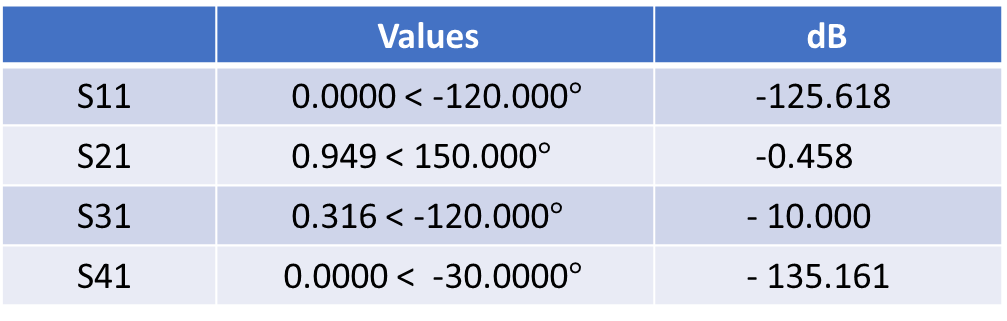 Values dB
S11 0.0000 < -120.000° -125.618
S21 0.949 < 150.000° -0.458
S31 0.316 < -120.000° - 10.000
S41 0.0000 < -30.0000° - 135.161